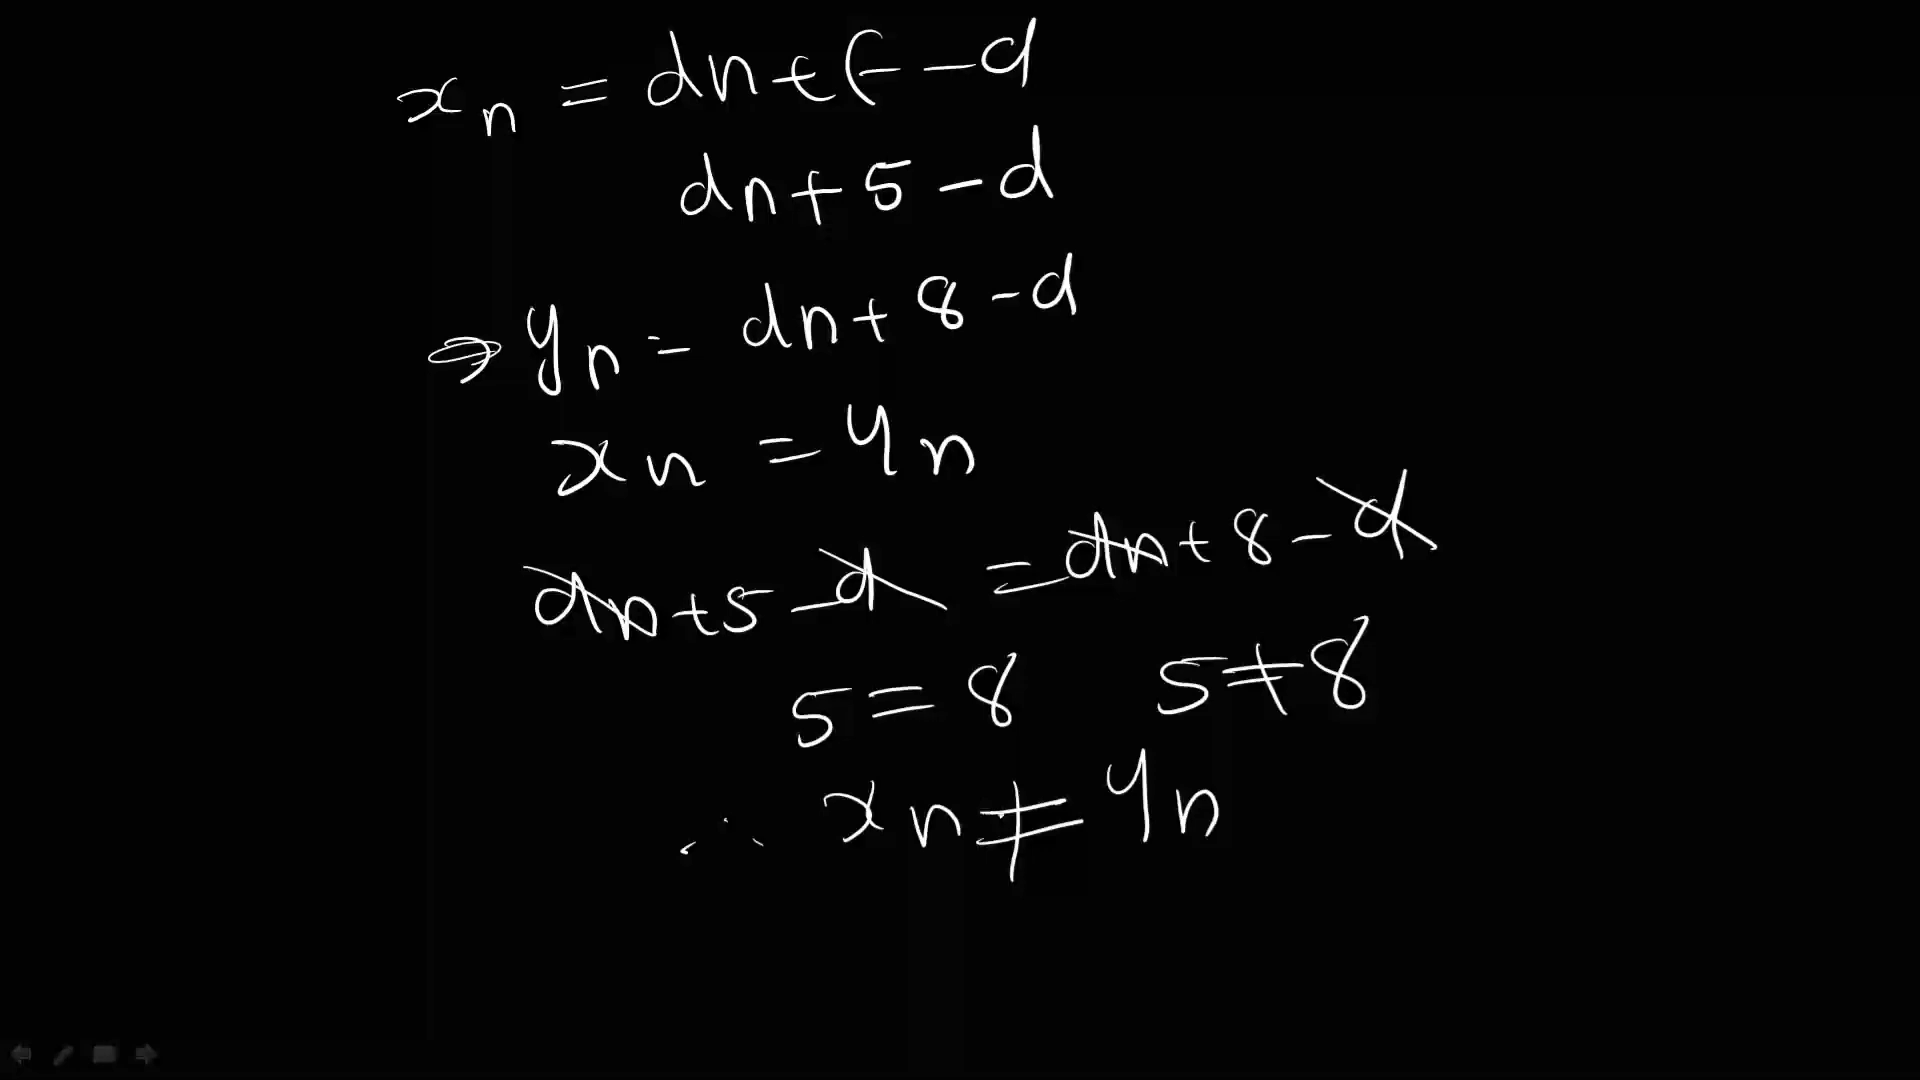 xn = dn + f - d
dn + 5 - d
⇒ yn = dn + 8 - d
xn = yn
dn + 5 - d = dn + 8 - d
5 = 8 5 ≠ 8
∴ xn ≠ yn